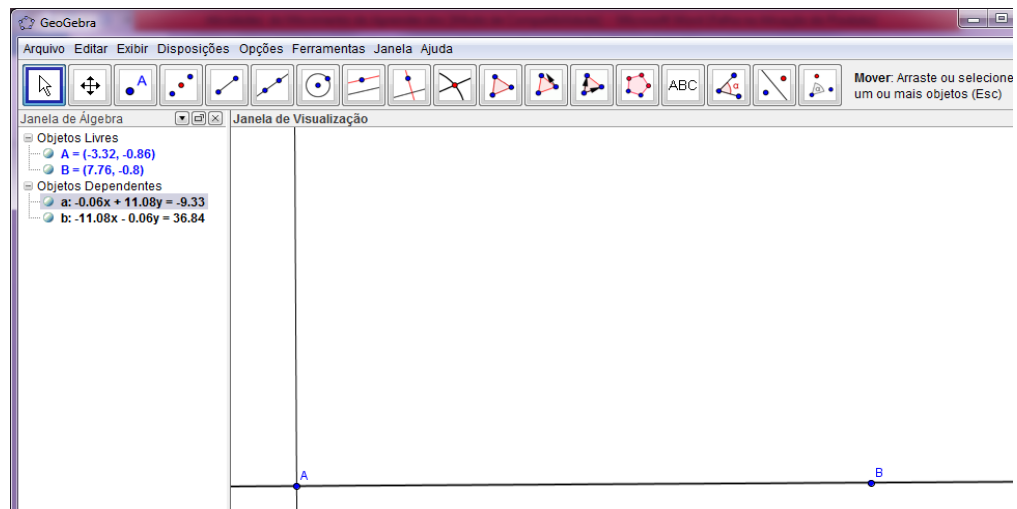 GeoGebra
Arquivo Editar Exibir Disposições Opções Ferramentas Janela Ajuda
A
ABC
α
Mover: Arraste ou selecione
um ou mais objetos (Esc)
Janela de Álgebra
Janela de Visualização
Objetos Livres
A = (-3.32, -0.86)
B = (7.76, -0.8)
Objetos Dependentes
a: -0.06x + 11.08y = -9.33
b: -11.08x - 0.06y = 36.84
A
B